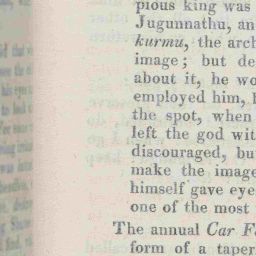 pious king was
Jugunnathu, an
kurmu, the arch
image; but de
about it, he wo
employed him,
the spot, when
left the god wit
discouraged, bu
make the image
himself gave eye
one of the most
The annual Car F
form of a taper